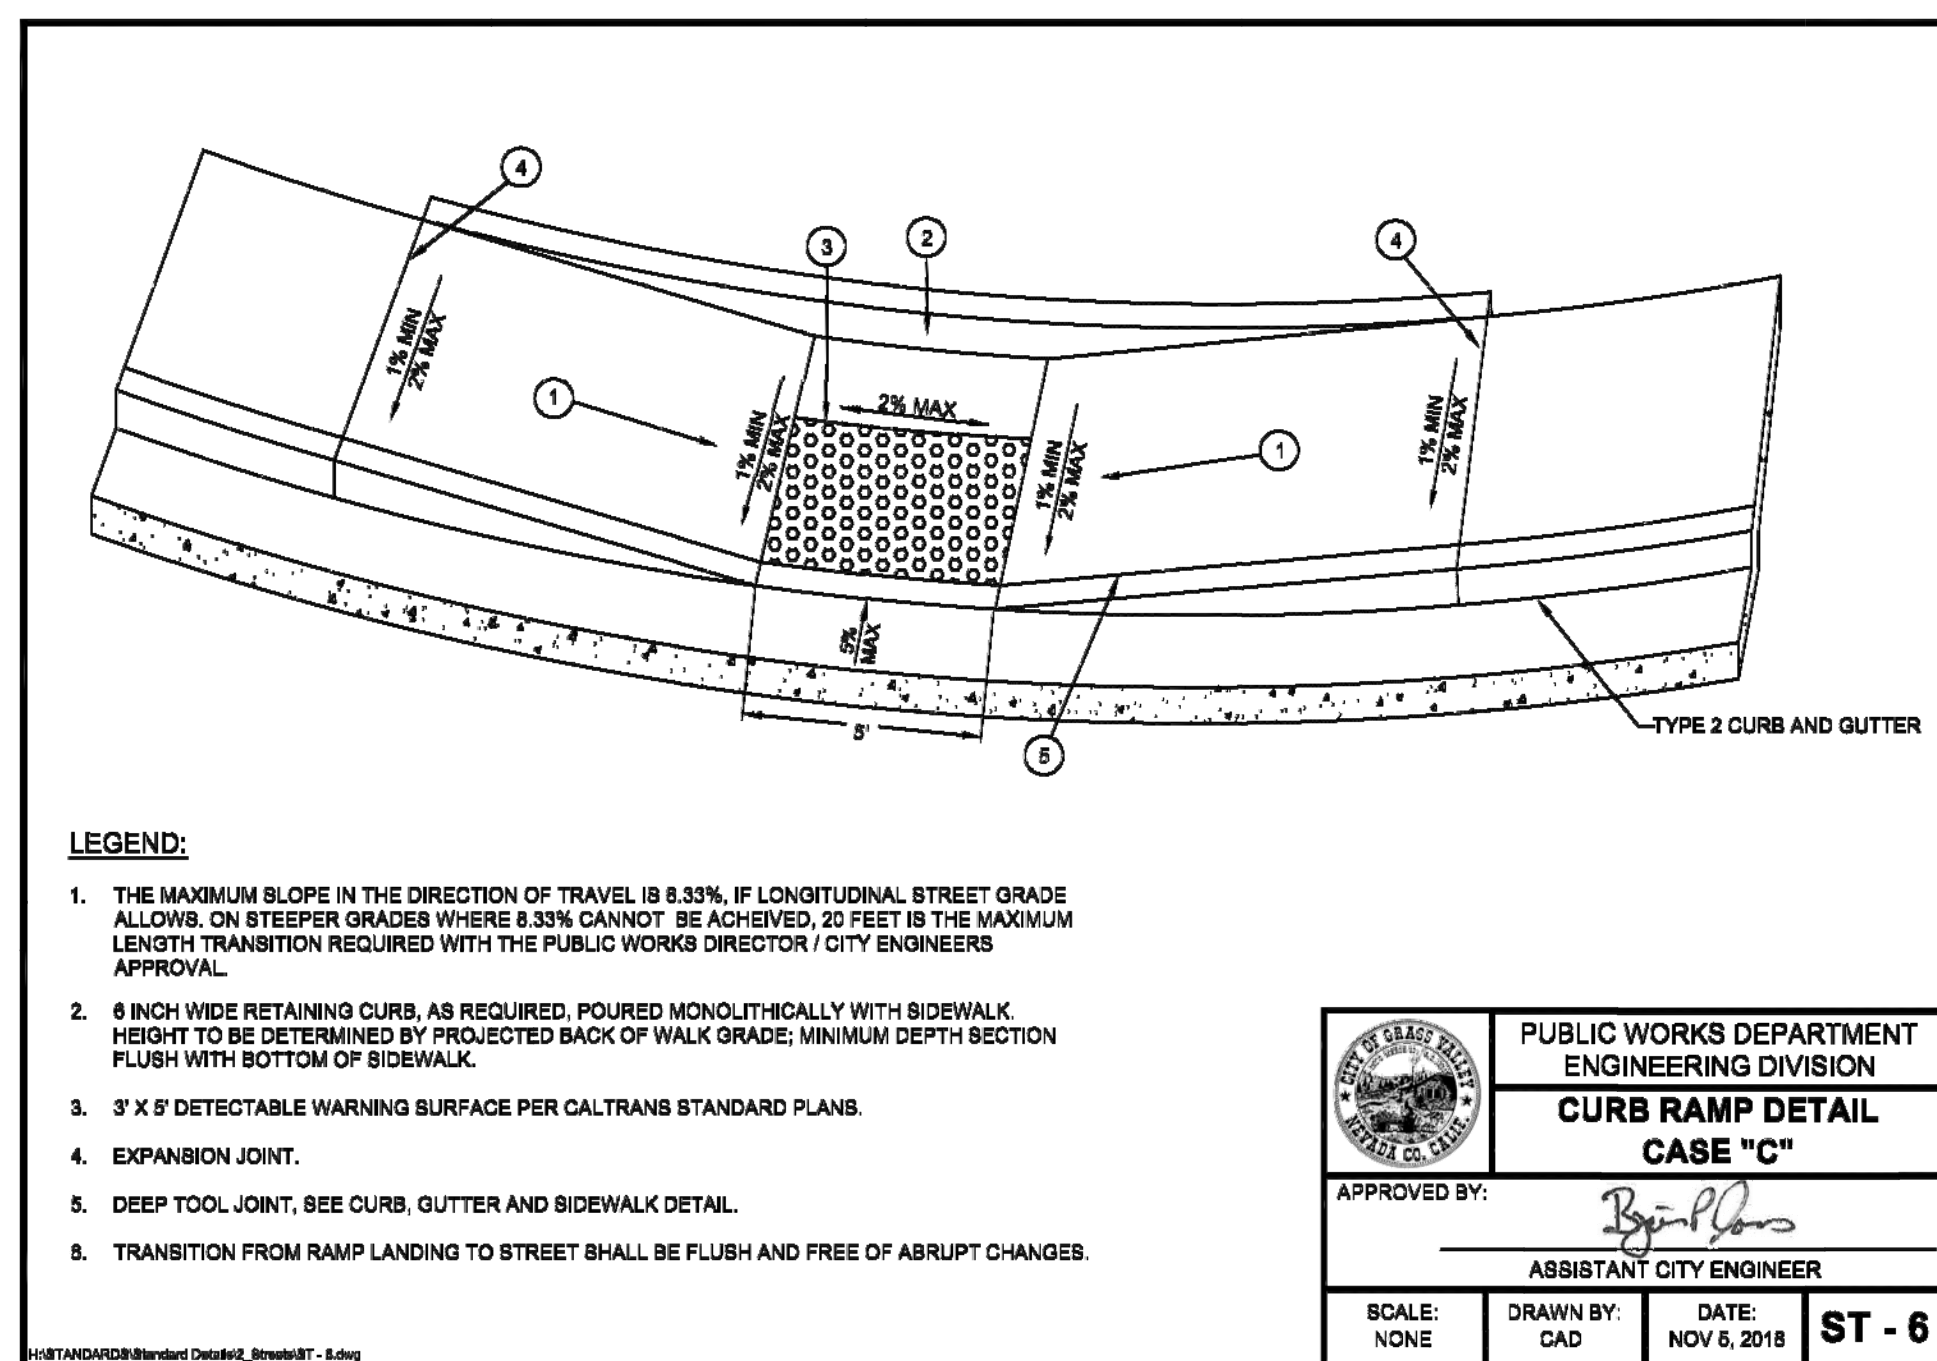 4
3
2
4
1% MIN
2% MAX
1
1% MIN
2% MAX
2% MAX
1% MIN
2% MAX
1
1% MIN
2% MAX
5%
MAX
5'
5
TYPE 2 CURB AND GUTTER
LEGEND:
1. THE MAXIMUM SLOPE IN THE DIRECTION OF TRAVEL IS 8.33%, IF LONGITUDINAL STREET GRADE
ALLOWS. ON STEEPER GRADES WHERE 8.33% CANNOT BE ACHEIVED, 20 FEET IS THE MAXIMUM
LENGTH TRANSITION REQUIRED WITH THE PUBLIC WORKS DIRECTOR / CITY ENGINEERS
APPROVAL.
2. 6 INCH WIDE RETAINING CURB, AS REQUIRED, POURED MONOLITHICALLY WITH SIDEWALK.
HEIGHT TO BE DETERMINED BY PROJECTED BACK OF WALK GRADE; MINIMUM DEPTH SECTION
FLUSH WITH BOTTOM OF SIDEWALK.
3. 3' X 5' DETECTABLE WARNING SURFACE PER CALTRANS STANDARD PLANS.
4. EXPANSION JOINT.
5. DEEP TOOL JOINT, SEE CURB, GUTTER AND SIDEWALK DETAIL.
6. TRANSITION FROM RAMP LANDING TO STREET SHALL BE FLUSH AND FREE OF ABRUPT CHANGES.
CITY OF GRASS VALLEY
NEVADA CO. CALIF.
PUBLIC WORKS DEPARTMENT
ENGINEERING DIVISION
CURB RAMP DETAIL
CASE "C"
APPROVED BY:
ASSISTANT CITY ENGINEER
SCALE:
NONE
DRAWN BY:
CAD
DATE:
NOV 5, 2018
ST - 6
H:\STANDARDS\Standard Details\2_Streets\ST - 6.dwg